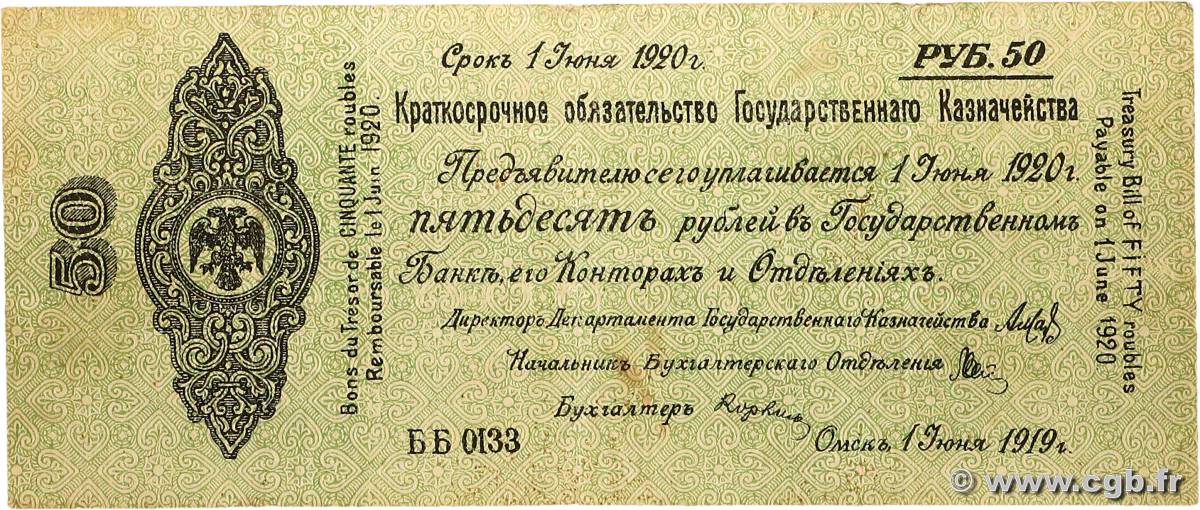 50
Bons du Tresor de CINQUANTE roubles
Remboursable le 1 Juin 1920.
Срокъ 1 Іюня 1920 г.
РУБ. 50
Краткосрочное обязательство Государственнаго Казначейства
Предъявителю сего уплагивается 1 Іюня 1920 г.
пятьдесятъ рублей въ Государственномъ
Банкѣ, его Конторахъ и Отдѣленіяхъ.
Директоръ Департамента Государственнаго Казначейства
Начальникъ Бухгалтерскаго Отдѣленія
Бухгалтеръ
ББ 0133
Омскъ, 1 Іюня 1919 г.
Treasury Bill of FIFTY roubles
Payable on 1 June 1920
© www.cgb.fr